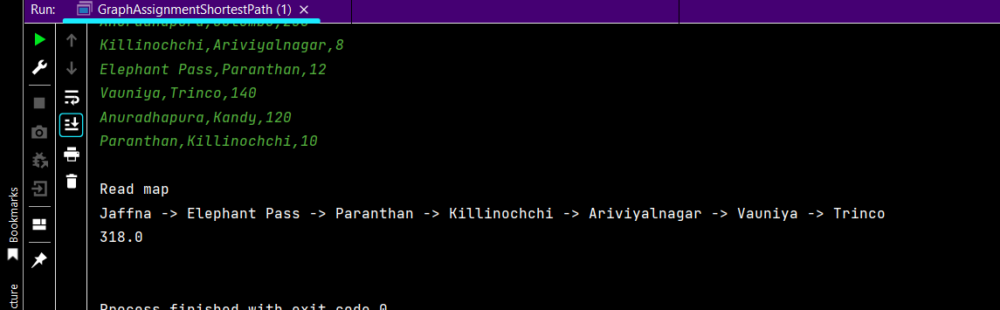 Run: GraphAssignmentShortestPath (1) ×
Anuradhapura,Colombo,
Killinochchi,Ariviyalnagar,8
Elephant Pass,Paranthan,12
Vauniya,Trinco,140
Anuradhapura,Kandy,120
Paranthan,Killinochchi,10
Read map
Jaffna -> Elephant Pass -> Paranthan -> Killinochchi -> Ariviyalnagar -> Vauniya -> Trinco
318.0
Process finished with exit code 0
Bookmarks
cture